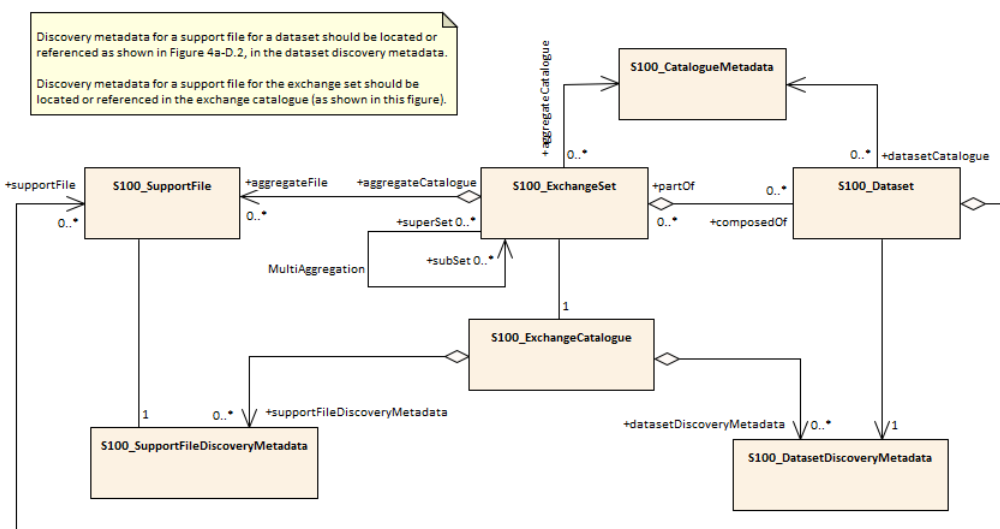 Discovery metadata for a support file for a dataset should be located or
referenced as shown in Figure 4a-D.2, in the dataset discovery metadata.
Discovery metadata for a support file for the exchange set should be
located or referenced in the exchange catalogue (as shown in this figure).
S100_CatalogueMetadata
+aggregateCatalogue
0..*
0..*
+datasetCatalogue
+supportFile
0..*
S100_SupportFile
+aggregateFile
0..*
+aggregateCatalogue
S100_ExchangeSet
+partOf
0..*
0..*
+composedOf
S100_Dataset
+superSet 0..*
+subSet 0..*
MultiAggregation
1
S100_ExchangeCatalogue
1
0..*
+supportFileDiscoveryMetadata
+datasetDiscoveryMetadata
0..*
1
S100_SupportFileDiscoveryMetadata
S100_DatasetDiscoveryMetadata